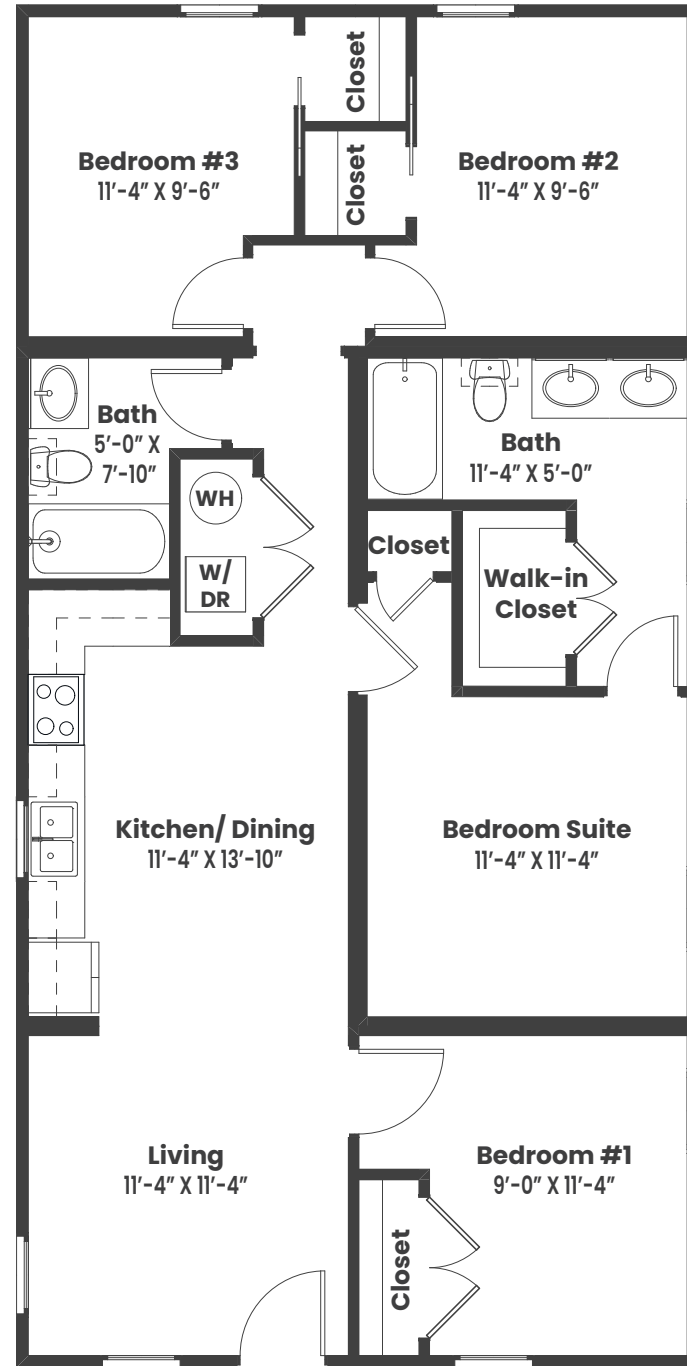 Closet
Closet
Bedroom #3
11’-4” X 9’-6”
Bedroom #2
11’-4” X 9’-6”
Bath
5’-0” X
7’-10”
Bath
11’-4” X 5’-0”
WH
W/
DR
Closet
Walk-in
Closet
Kitchen/ Dining
11’-4” X 13’-10”
Bedroom Suite
11’-4” X 11’-4”
Living
11’-4” X 11’-4”
Bedroom #1
9’-0” X 11’-4”
Closet